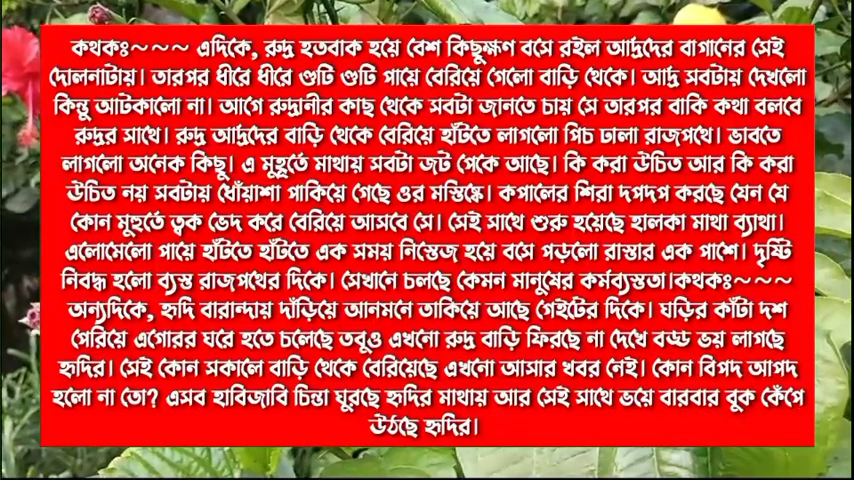 কথকঃ~~~ এদিকে, রুদ্র হতবাক হয়ে বেশ কিছুক্ষণ বসে রইল আর্দ্রদের বাগানের সেই
দোলনাটায়। তারপর ধীরে ধীরে গুটি গুটি পায়ে বেরিয়ে গেলো বাড়ি থেকে। আর্দ্র সবটায় দেখলো
কিন্তু আটকালো না। আগে রুদ্রানীর কাছ থেকে সবটা জানতে চায় সে তারপর বাকি কথা বলবে
রুদ্রর সাথে। রুদ্র আর্দ্রদের বাড়ি থেকে বেরিয়ে হাঁটতে লাগলো পিচ ঢালা রাজপথে। ভাবতে
লাগলো অনেক কিছু। এ মুহূর্তে মাথায় সবটা জট পেকে আছে। কি করা উচিত আর কি করা
উচিত নয় সবটায় ধোঁয়াশা পাকিয়ে গেছে ওর মস্তিষ্কে। কপালের শিরা দপদপ করছে যেন যে
কোন মুহুর্তে ত্বক ভেদ করে বেরিয়ে আসবে সে। সেই সাথে শুরু হয়েছে হালকা মাথা ব্যাথা।
এলোমেলো পায়ে হাঁটতে হাঁটতে এক সময় নিস্তেজ হয়ে বসে পড়লো রাস্তার এক পাশে। দৃষ্টি
নিবদ্ধ হলো ব্যস্ত রাজপথের দিকে। সেখানে চলছে কেমন মানুষের কর্মব্যস্ততা।কথকঃ~~~
অন্যদিকে, হৃদি বারান্দায় দাঁড়িয়ে আনমনে তাকিয়ে আছে গেইটের দিকে। ঘড়ির কাঁটা দশ
পেরিয়ে এগোরর ঘরে হতে চলেছে তবুও এখনো রুদ্র বাড়ি ফিরছে না দেখে বড্ড ভয় লাগছে
হৃদির। সেই কোন সকালে বাড়ি থেকে বেরিয়েছে এখনো আসার খবর নেই। কোন বিপদ আপদ
হলো না তো? এসব হাবিজাবি চিন্তা ঘুরছে হৃদির মাথায় আর সেই সাথে ভয়ে বারবার বুক কেঁপে
উঠছে হৃদির।